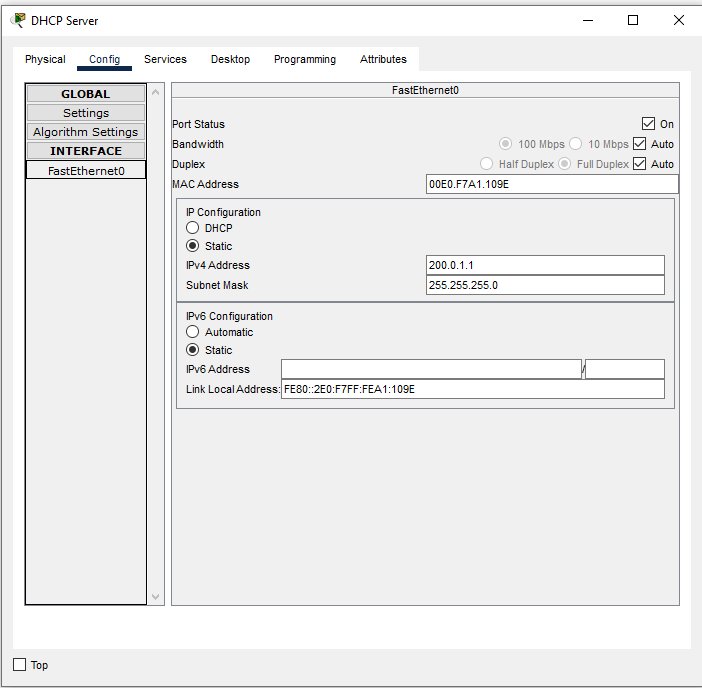 DHCP Server
Physical Config Services Desktop Programming Attributes
GLOBAL
Settings
Algorithm Settings
INTERFACE
FastEthernet0
FastEthernet0
Port Status On
Bandwidth 100 Mbps 10 Mbps Auto
Duplex Half Duplex Full Duplex Auto
MAC Address 00E0.F7A1.109E
IP Configuration
DHCP
Static
IPv4 Address 200.0.1.1
Subnet Mask 255.255.255.0
IPv6 Configuration
Automatic
Static
IPv6 Address /
Link Local Address: FE80::2E0:F7FF:FEA1:109E
Top